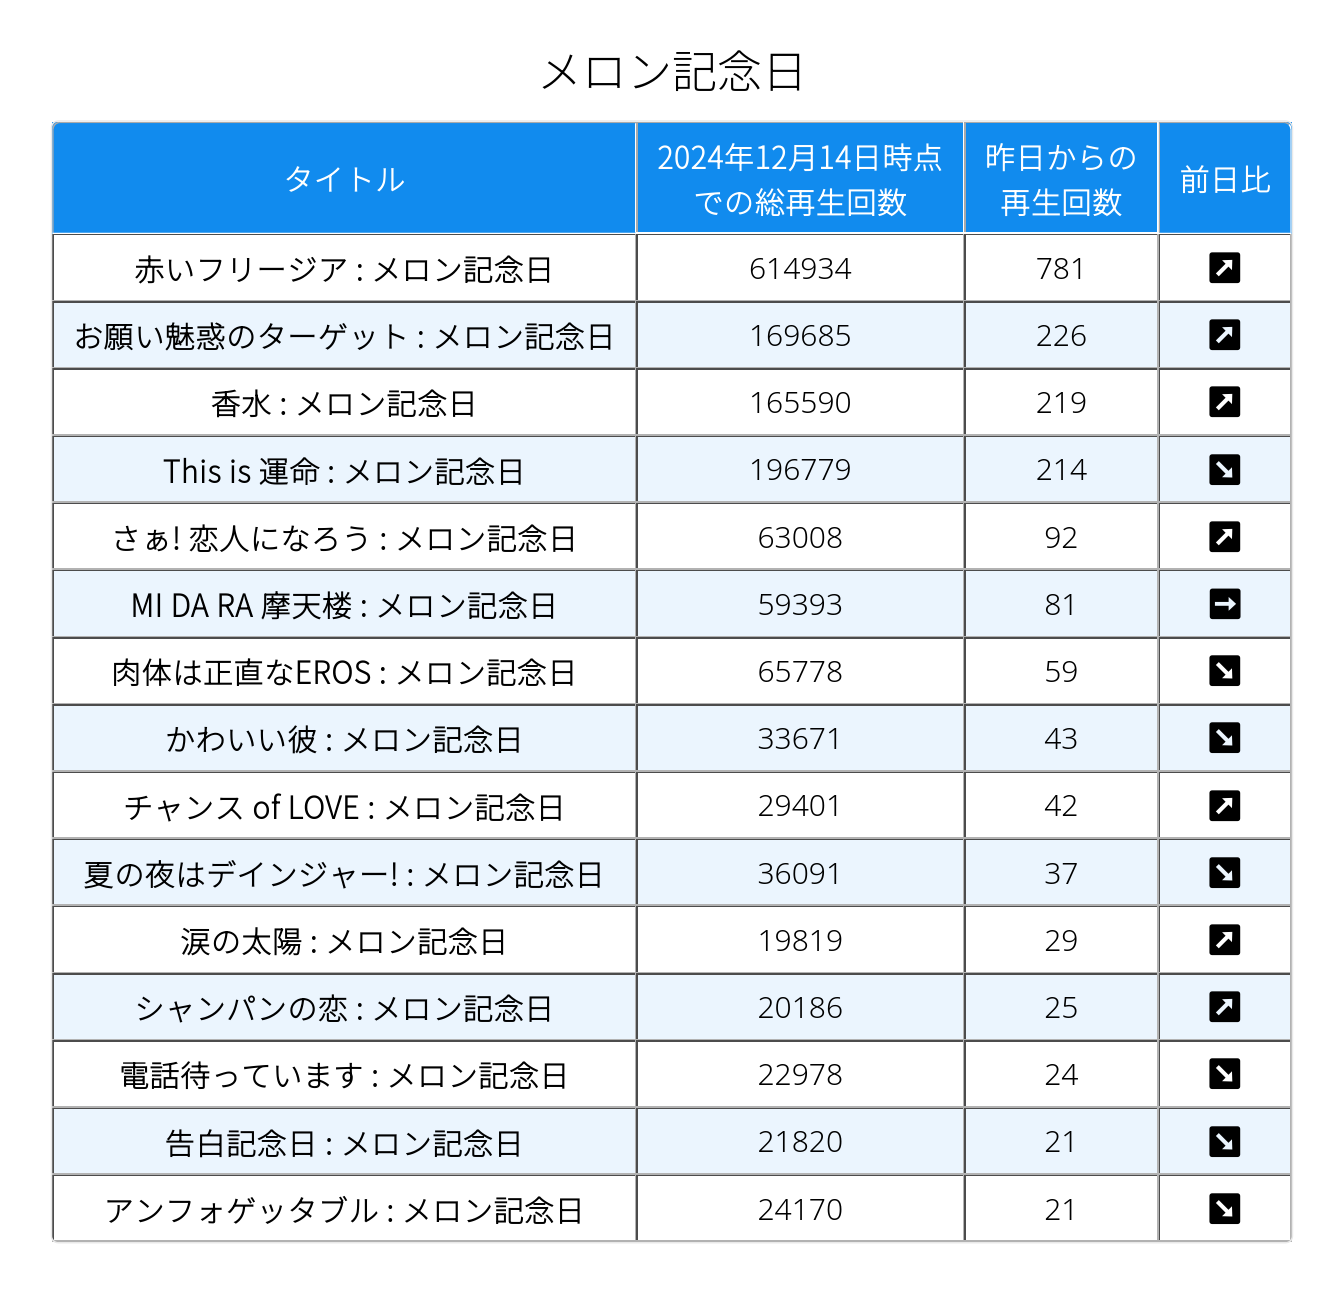 メロン記念日
タイトル
2024年12月14日時点
での総再生回数
昨日からの
再生回数
前日比
赤いフリージア : メロン記念日 614934 781 ↗
お願い魅惑のターゲット : メロン記念日 169685 226 ↗
香水 : メロン記念日 165590 219 ↗
This is 運命 : メロン記念日 196779 214 ↘
さぁ! 恋人になろう : メロン記念日 63008 92 ↗
MI DA RA 摩天楼 : メロン記念日 59393 81 →
肉体は正直なEROS : メロン記念日 65778 59 ↘
かわいい彼 : メロン記念日 33671 43 ↘
チャンス of LOVE : メロン記念日 29401 42 ↗
夏の夜はデインジャー! : メロン記念日 36091 37 ↘
涙の太陽 : メロン記念日 19819 29 ↗
シャンパンの恋 : メロン記念日 20186 25 ↗
電話待っています : メロン記念日 22978 24 ↘
告白記念日 : メロン記念日 21820 21 ↘
アンフォゲッタブル : メロン記念日 24170 21 ↘